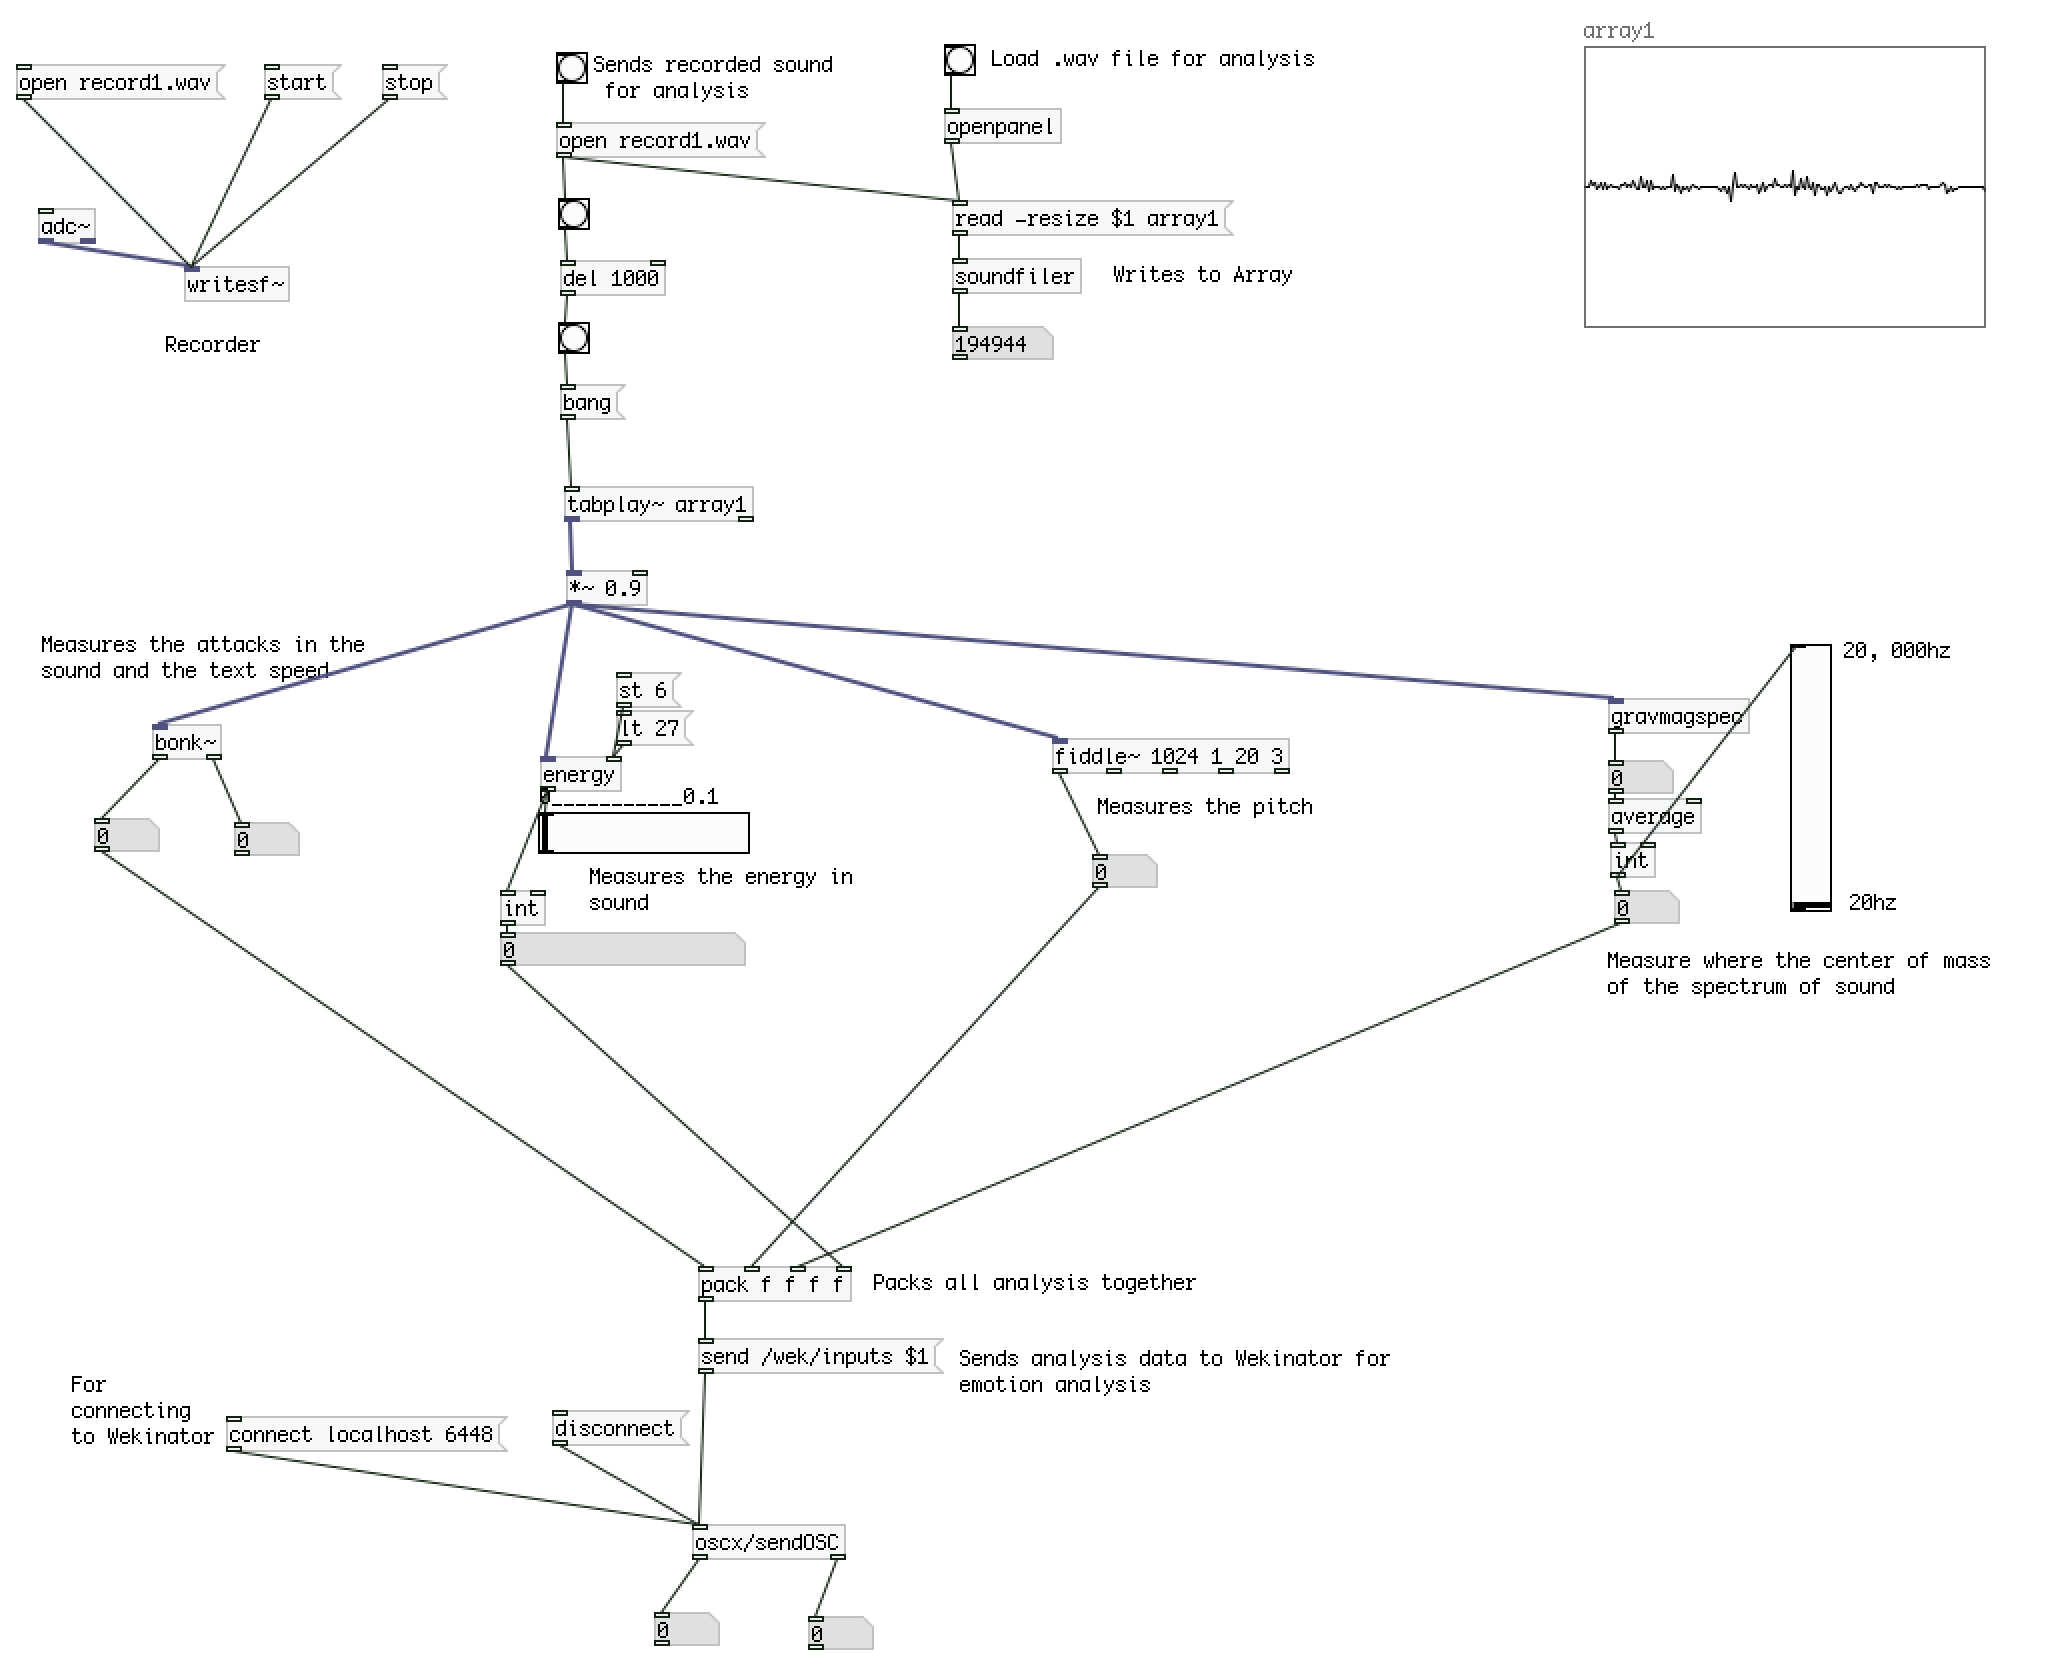 array1
open record1.wav
start
stop
Sends recorded sound
for analysis
Load .wav file for analysis
openpanel
open record1.wav
adc~
writesf~
Recorder
del 1000
read -resize $1 array1
soundfiler
Writes to Array
194944
bang
tabplay~ array1
*~ 0.9
Measures the attacks in the
sound and the text speed
bonk~
0
0
st 6
lt 27
energy
0____________0.1
Measures the energy in
sound
int
0
fiddle~ 1024 1 20 3
Measures the pitch
0
gravmagspec
0
average
int
0
20, 000hz
20hz
Measure where the center of mass
of the spectrum of sound
pack f f f f
Packs all analysis together
send /wek/inputs $1
Sends analysis data to Wekinator for
emotion analysis
For
connecting
to Wekinator
connect localhost 6448
disconnect
oscx/sendOSC
0
0